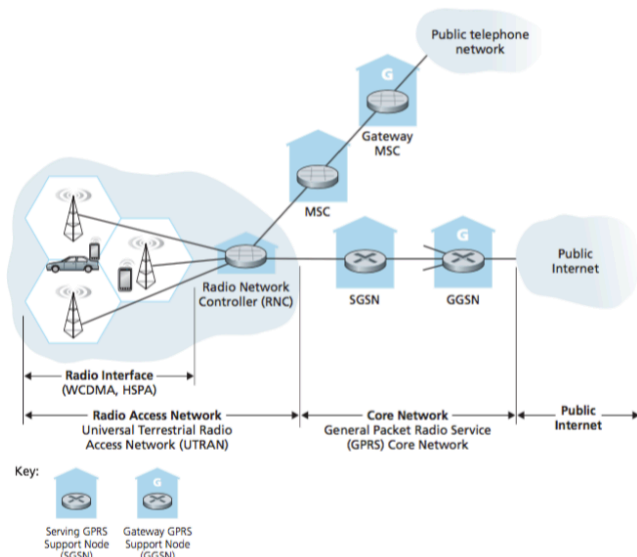 Public telephone
network
G
Gateway
MSC
MSC
G
Public
Internet
Radio Network
Controller (RNC)
SGSN
GGSN
Radio Interface
(WCDMA, HSPA)
Radio Access Network
Universal Terrestrial Radio
Access Network (UTRAN)
Core Network
General Packet Radio Service
(GPRS) Core Network
Public
Internet
Key:
G
Serving GPRS
Support Node
(SGSN)
Gateway GPRS
Support Node
(GGSN)